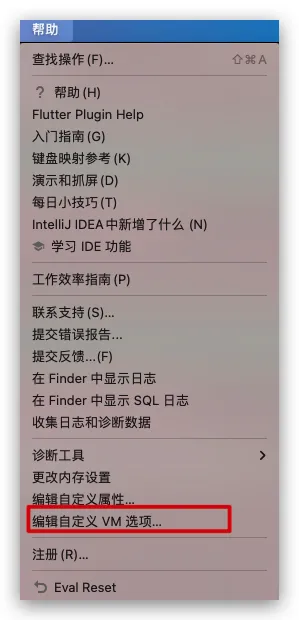 帮助
查找操作(F)... ⇧⌘A
? 帮助(H)
Flutter Plugin Help
入门指南(G)
键盘映射参考(K)
演示和抓屏(D)
每日小技巧(T)
IntelliJ IDEA中新增了什么 (N)
学习 IDE 功能
工作效率指南(P)
联系支持(S)...
提交错误报告...
提交反馈...(F)
在 Finder 中显示日志
在 Finder 中显示 SQL 日志
收集日志和诊断数据
诊断工具
更改内存设置
编辑自定义属性...
编辑自定义 VM 选项...
注册(R)...
Eval Reset